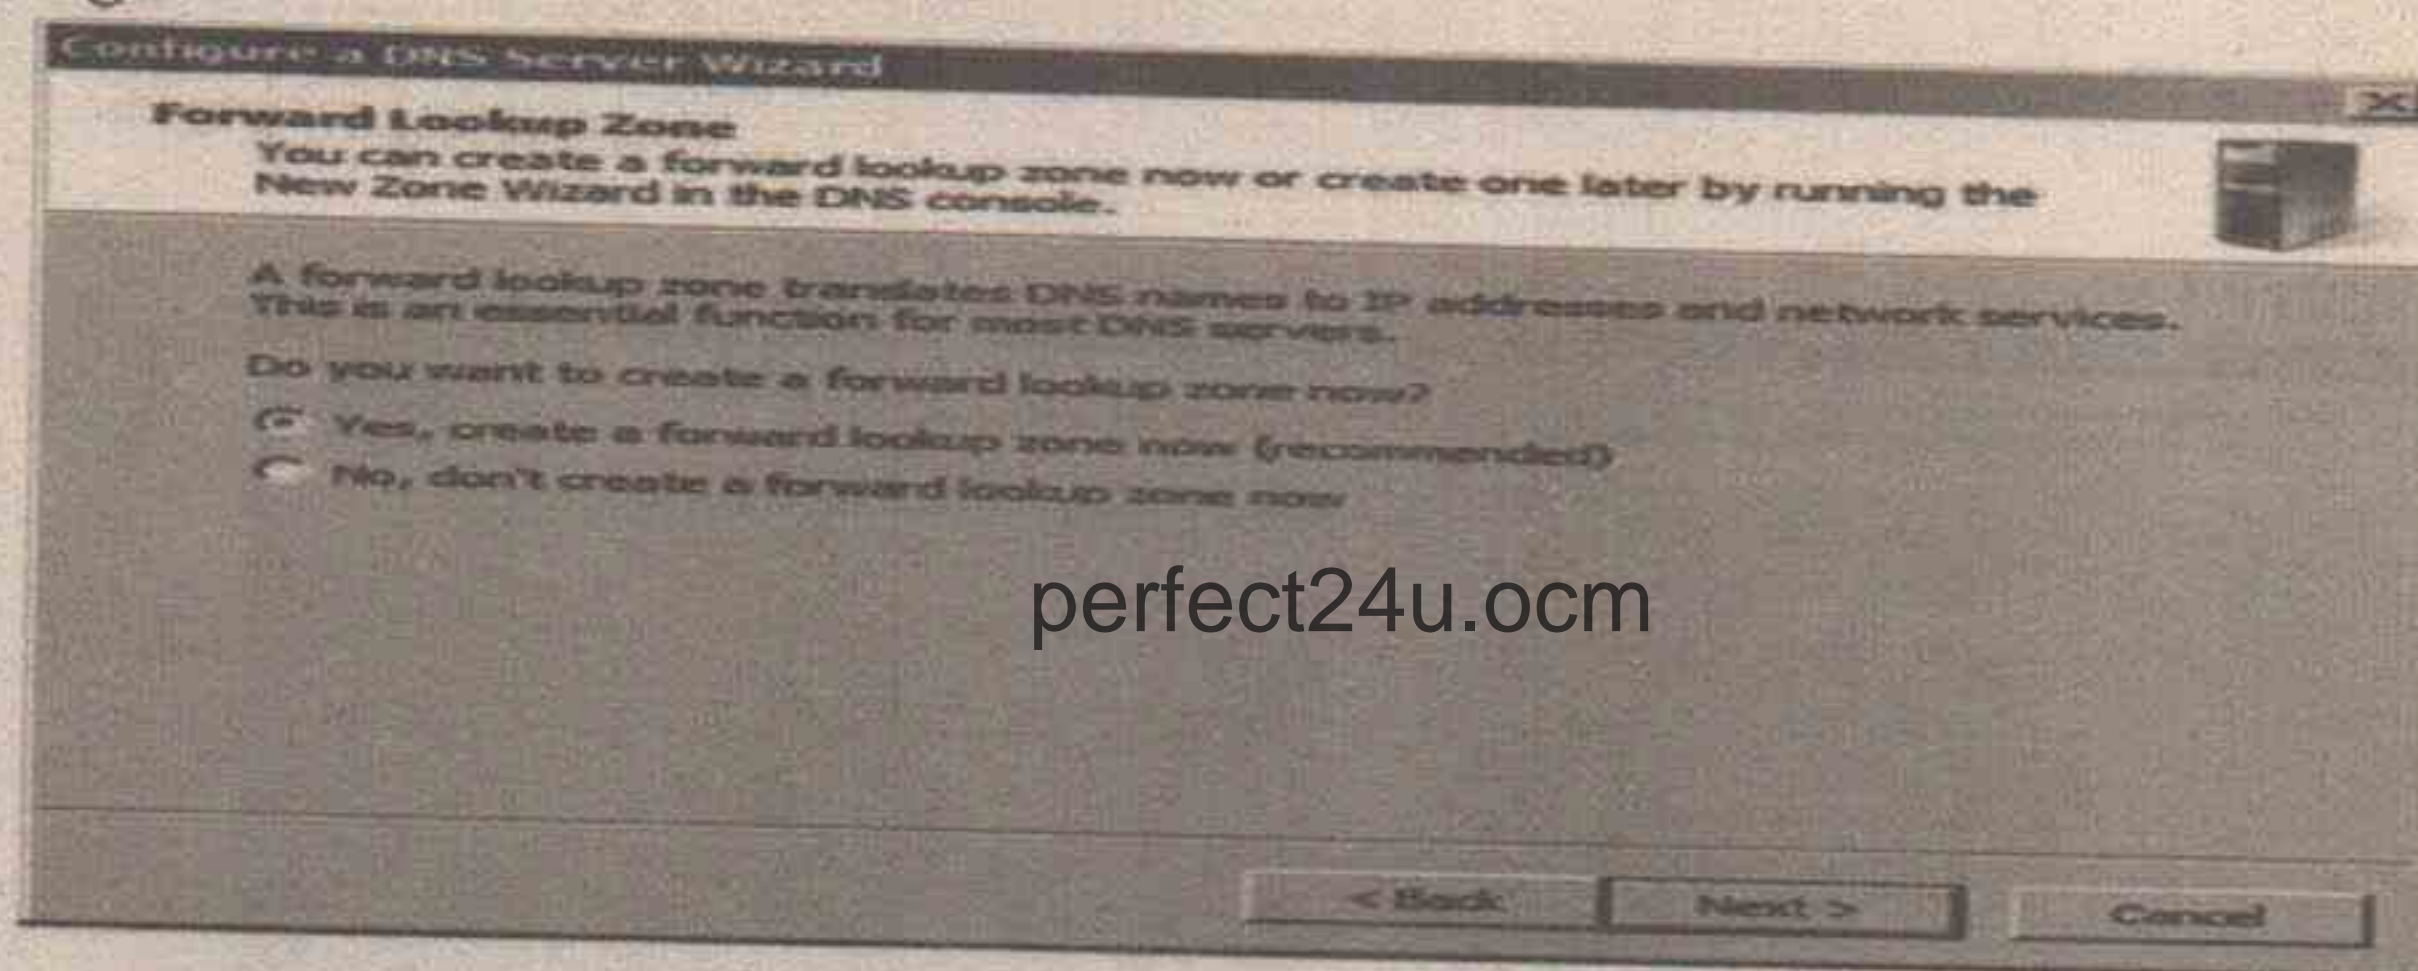 Configure a DNS Server Wizard
Forward Lookup Zone
You can create a forward lookup zone now or create one later by running the
New Zone Wizard in the DNS console.
A forward lookup zone translates DNS names to IP addresses and network services.
This is an essential function for most DNS servers.
Do you want to create a forward lookup zone now?
Yes, create a forward lookup zone now (recommended)
No, don't create a forward lookup zone now
perfect24u.ocm
< Back
Next >
Cancel